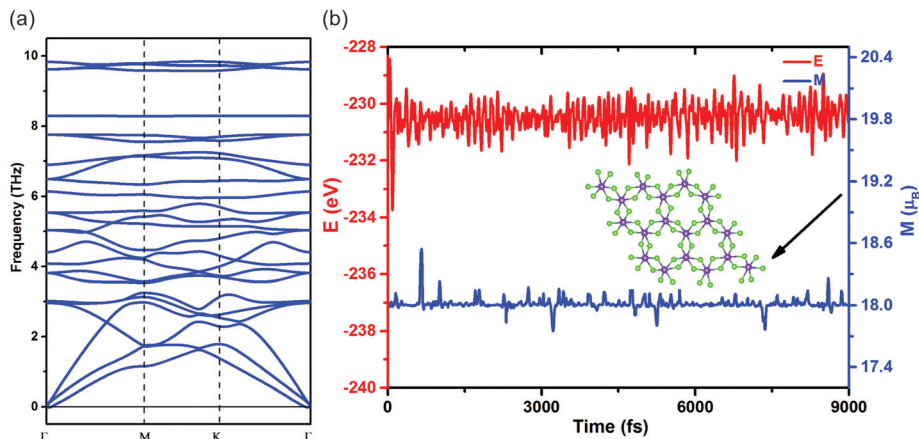 (a)
10
8
6
4
2
0
Frequency (THz)
Γ M K Γ
(b)
-228
-230
-232
-234
-236
-238
-240
E (eV)
E
M
20.4
19.8
19.2
18.6
18.0
17.4
M (μB)
0 3000 6000 9000
Time (fs)